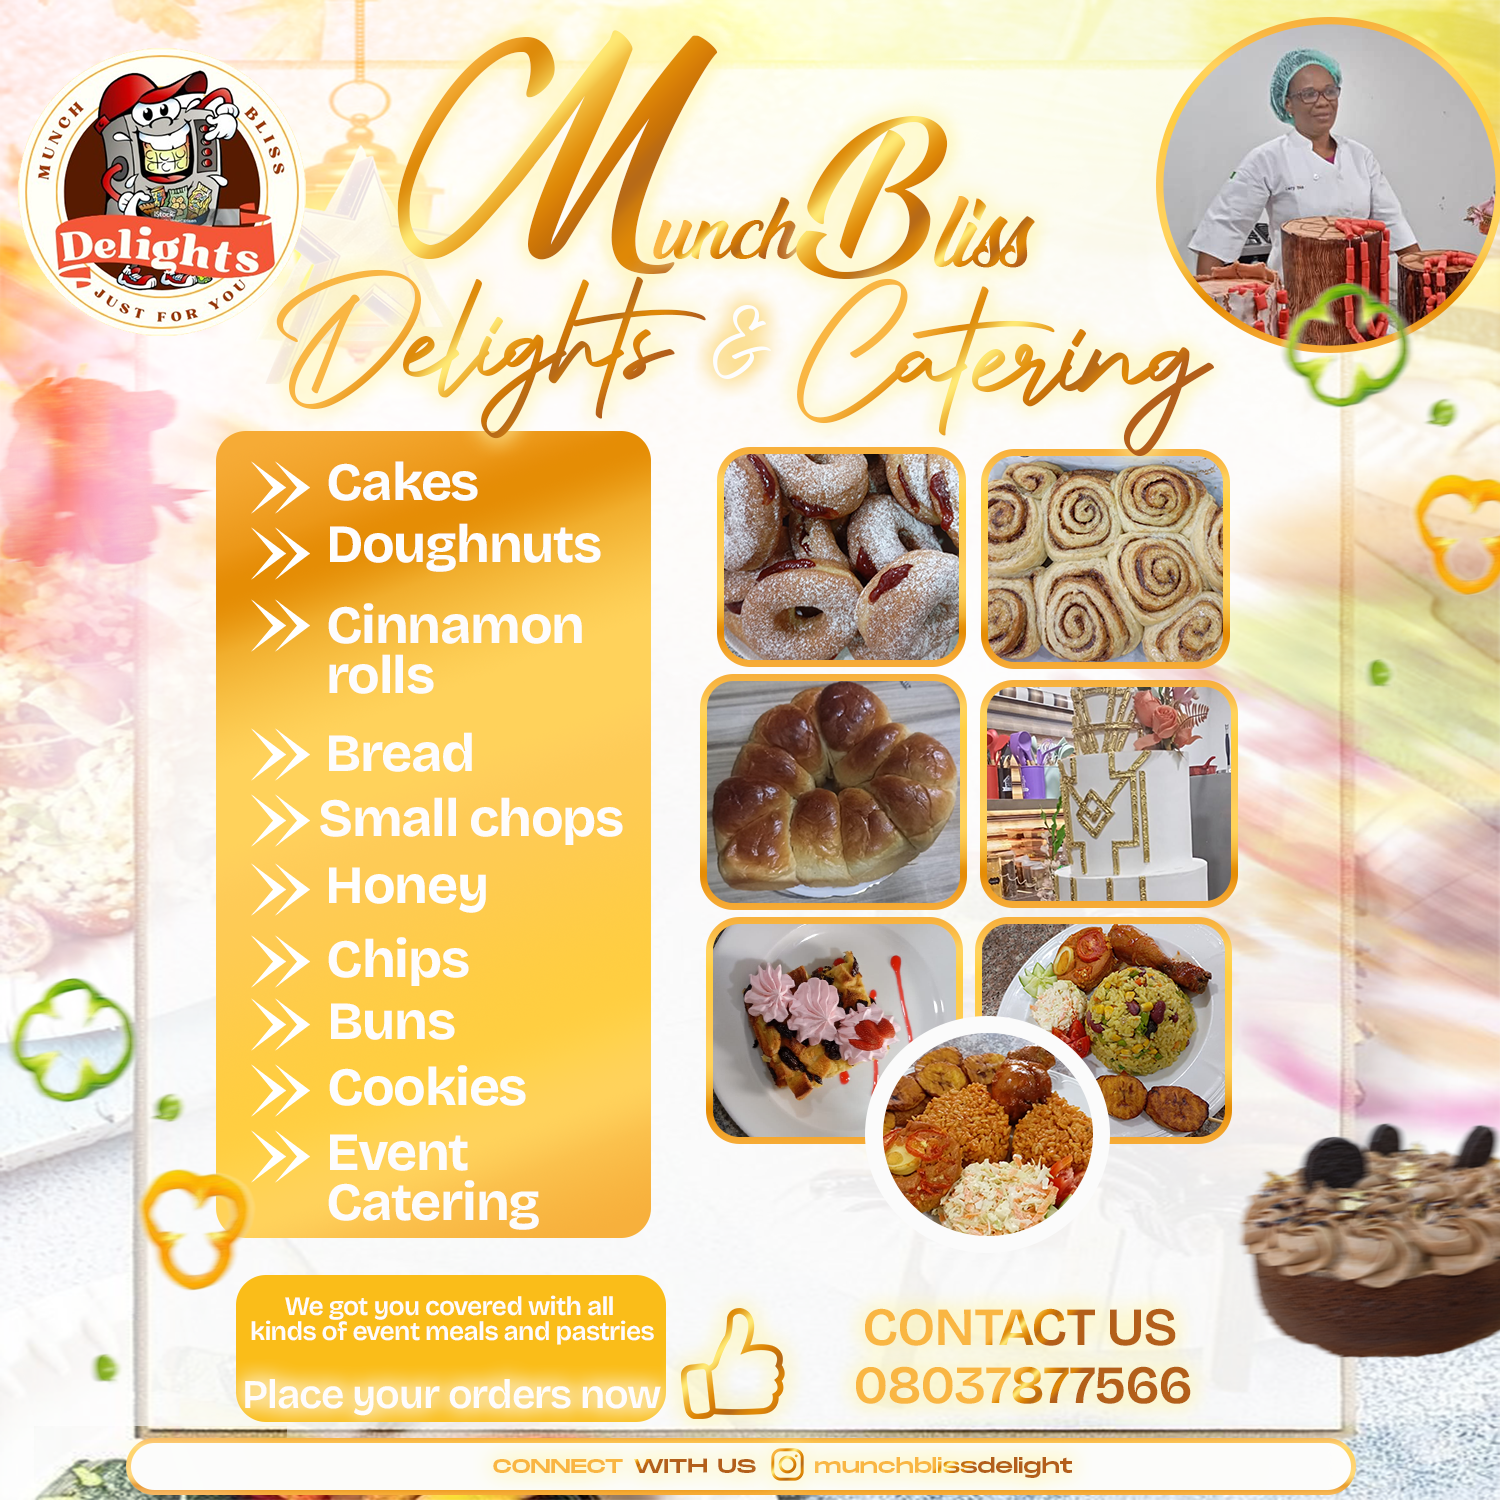 MUNCH BLISS
iStock
Delights
JUST FOR YOU
MunchBliss
Delights & Catering
Cakes
Doughnuts
Cinnamon
rolls
Bread
Small chops
Honey
Chips
Buns
Cookies
Event
Catering
We got you covered with all
kinds of event meals and pastries
Place your orders now
CONTACT US
08037877566
CONNECT WITH US munchblissdelight